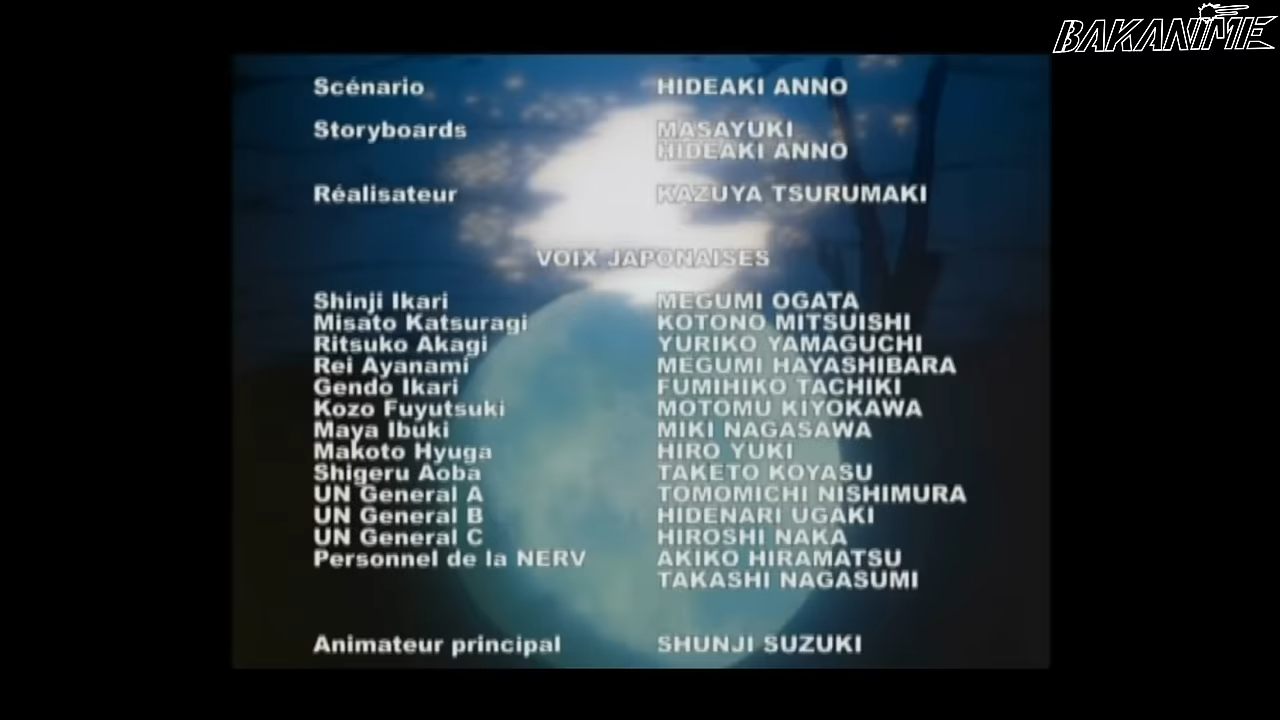 BAKANIME
Scénario HIDEAKI ANNO
Storyboards MASAYUKI
HIDEAKI ANNO
Réalisateur KAZUYA TSURUMAKI
VOIX JAPONAISES
Shinji Ikari MEGUMI OGATA
Misato Katsuragi KOTONO MITSUISHI
Ritsuko Akagi YURIKO YAMAGUCHI
Rei Ayanami MEGUMI HAYASHIBARA
Gendo Ikari FUMIHIKO TACHIKI
Kozo Fuyutsuki MOTOMU KIYOKAWA
Maya Ibuki MIKI NAGASAWA
Makoto Hyuga HIRO YUKI
Shigeru Aoba TAKETO KOYASU
UN General A TOMOMICHI NISHIMURA
UN General B HIDENARI UGAKI
UN General C HIROSHI NAKA
Personnel de la NERV AKIKO HIRAMATSU
TAKASHI NAGASUMI
Animateur principal SHUNJI SUZUKI